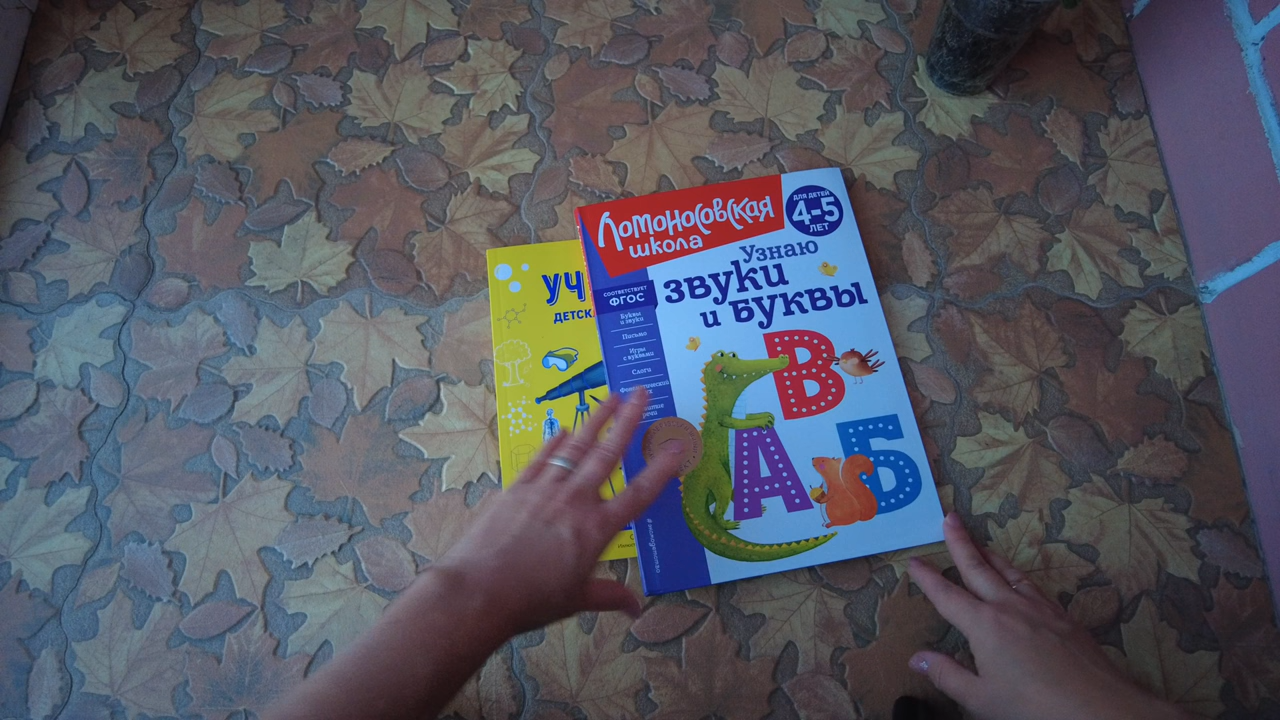 Ломоносовская
школа
ДЛЯ ДЕТЕЙ
4-5
ЛЕТ
Узнаю
звуки
и буквы
СООТВЕТСТВУЕТ
ФГОС
Буквы
и звуки
Письмо
Игры
с буквами
Слоги
В
А
Б
УЧ
ДЕТСК